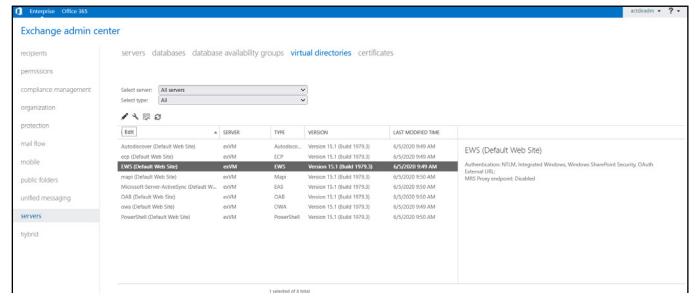 Enterprise Office 365
actdeadm ?
Exchange admin center
recipients
permissions
compliance management
organization
protection
mail flow
mobile
public folders
unified messaging
servers
hybrid
servers databases database availability groups virtual directories certificates
Select server: All servers
Select type: All
Edit SERVER TYPE VERSION LAST MODIFIED TIME
Autodiscover (Default Web Site) exVM Autodisco... Version 15.1 (Build 1979.3) 6/5/2020 9:49 AM
ecp (Default Web Site) exVM ECP Version 15.1 (Build 1979.3) 6/5/2020 9:49 AM
EWS (Default Web Site) exVM EWS Version 15.1 (Build 1979.3) 6/5/2020 9:49 AM
mapi (Default Web Site) exVM Mapi Version 15.1 (Build 1979.3) 6/5/2020 9:50 AM
Microsoft-Server-ActiveSync (Default W... exVM EAS Version 15.1 (Build 1979.3) 6/5/2020 9:50 AM
OAB (Default Web Site) exVM OAB Version 15.1 (Build 1979.3) 6/5/2020 9:50 AM
owa (Default Web Site) exVM OWA Version 15.1 (Build 1979.3) 6/5/2020 9:49 AM
PowerShell (Default Web Site) exVM PowerShell Version 15.1 (Build 1979.3) 6/5/2020 9:50 AM
EWS (Default Web Site)
Authentication: NTLM, Integrated Windows, Windows SharePoint Security, OAuth
External URL:
MRS Proxy endpoint: Disabled
1 selected of 8 total